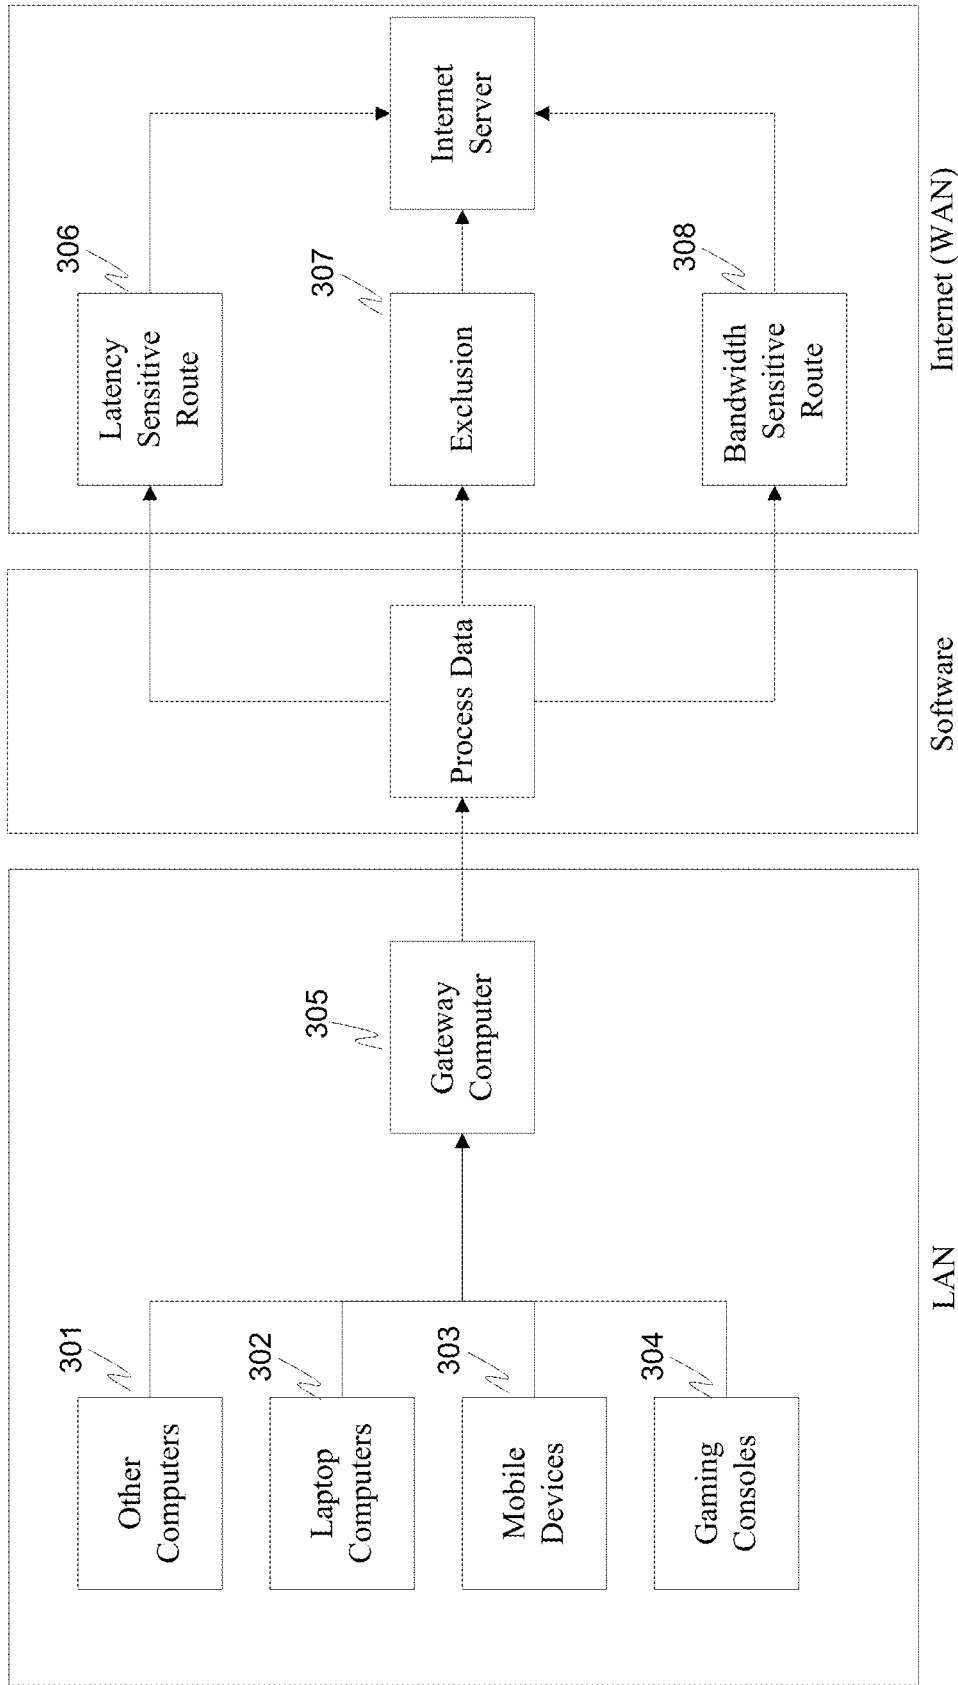 301
Other
Computers
302
Laptop
Computers
303
Mobile
Devices
304
Gaming
Consoles
305
Gateway
Computer
LAN
Process Data
Software
306
Latency
Sensitive
Route
307
Exclusion
308
Bandwidth
Sensitive
Route
Internet
Server
Internet (WAN)